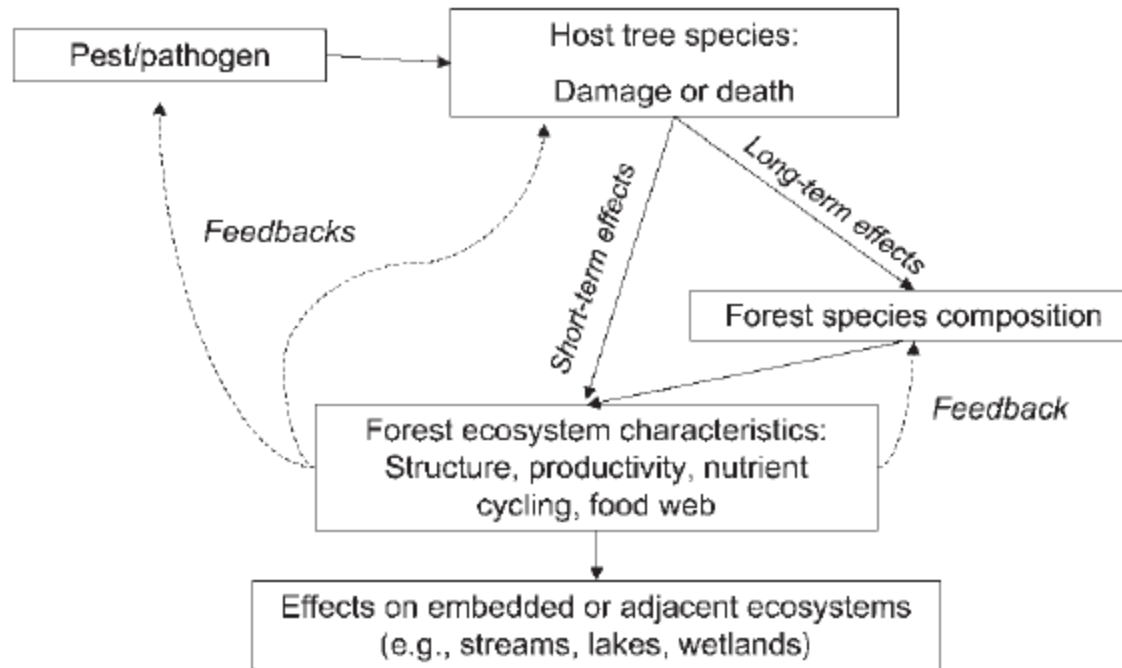 Pest/pathogen
Host tree species:
Damage or death
Feedbacks
Short-term effects
Long-term effects
Forest species composition
Feedback
Forest ecosystem characteristics:
Structure, productivity, nutrient
cycling, food web
Effects on embedded or adjacent ecosystems
(e.g., streams, lakes, wetlands)